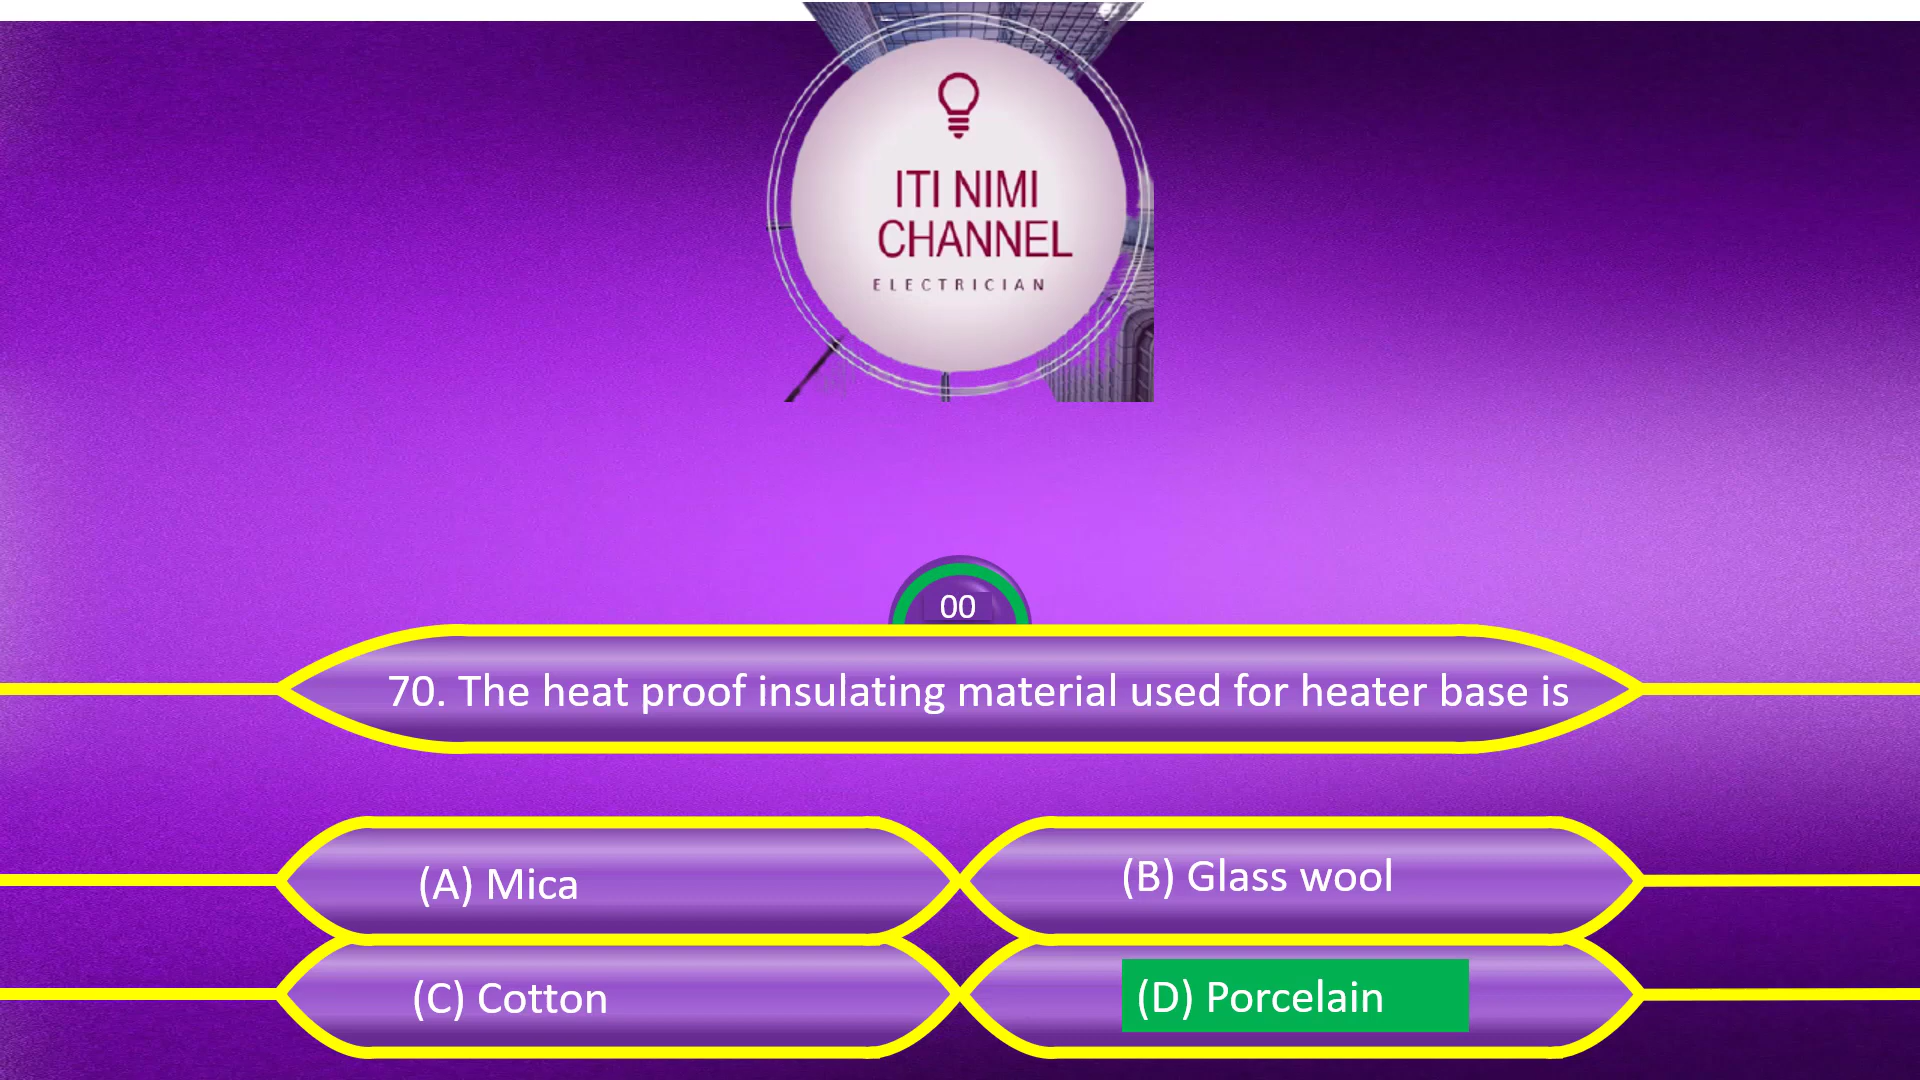 ITI NIMI
CHANNEL
ELECTRICIAN
00
70. The heat proof insulating material used for heater base is
(A) Mica
(B) Glass wool
(C) Cotton
(D) Porcelain